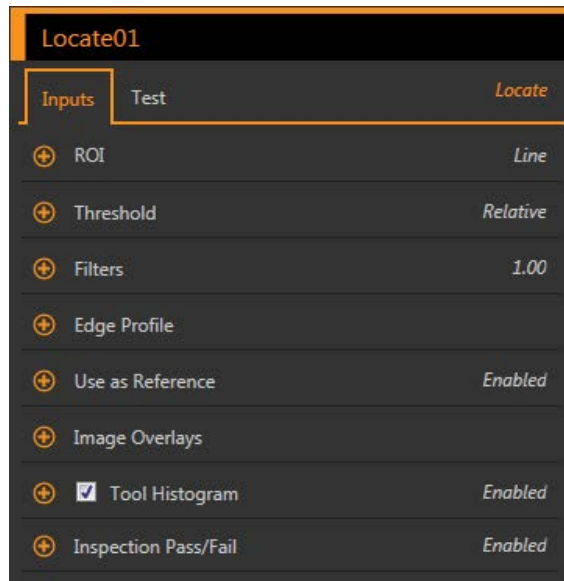 Locate01
Inputs Test Locate
ROI Line
Threshold Relative
Filters 1.00
Edge Profile
Use as Reference Enabled
Image Overlays
Tool Histogram Enabled
Inspection Pass/Fail Enabled